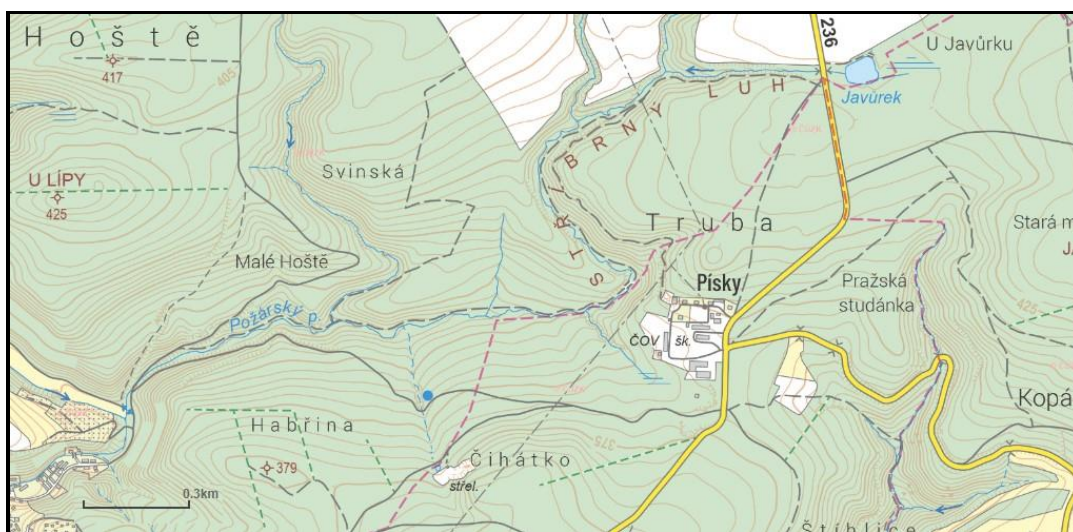 Hoště
236
U Javůrku
417
405
Javůrek
STŘÍBRNÝ LUH
Svinská
U LÍPY
425
Truba
Stará m
Malé Hoště
JA
Písky
Pražská
studánka
425
Požárský p.
ČOV
šk.
Kopá
Habřina
375
379
Čihátko
střel.
0.3km
Štíhlice